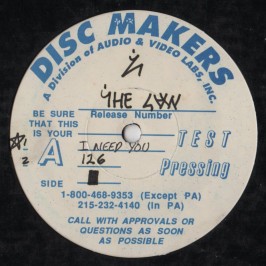 DISC MAKERS
A Division of AUDIO & VIDEO LABS, INC.
BE SURE
THAT THIS
IS YOUR
Release Number
A
I NEED YOU
126
TEST
Pressing
SIDE
1-800-468-9353 (Except PA)
215-232-4140 (In PA)
CALL WITH APPROVALS OR
QUESTIONS AS SOON
AS POSSIBLE